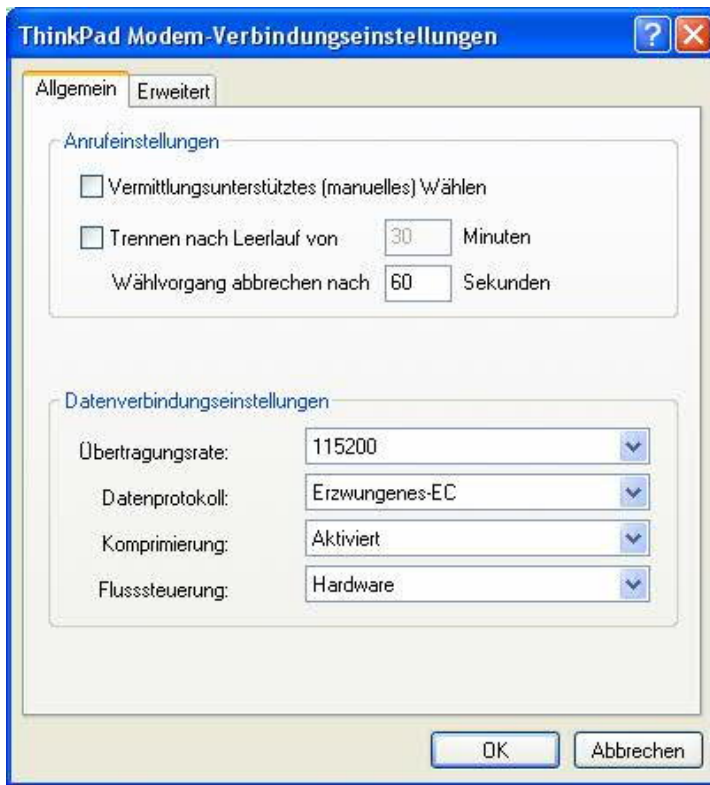 ThinkPad Modem-Verbindungseinstellungen
Allgemein Erweitert
Anrufeinstellungen
Vermittlungsunterstütztes (manuelles) Wählen
Trennen nach Leerlauf von 30 Minuten
Wählvorgang abbrechen nach 60 Sekunden
Datenverbindungseinstellungen
Übertragungsrate: 115200
Datenprotokoll: Erzwungenes-EC
Komprimierung: Aktiviert
Flusssteuerung: Hardware
OK Abbrechen